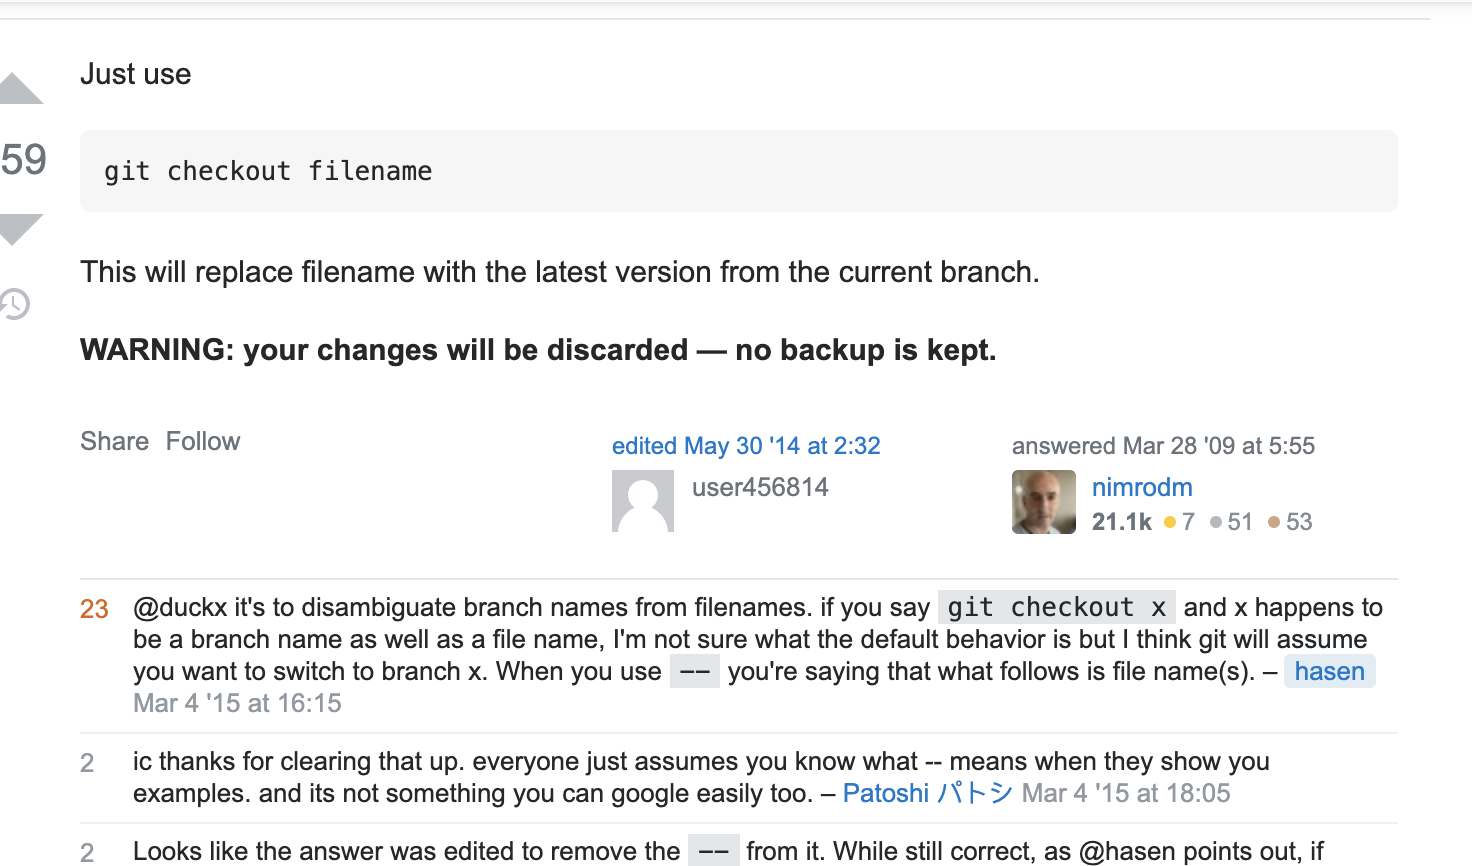 Just use
59
git checkout filename
This will replace filename with the latest version from the current branch.
WARNING: your changes will be discarded — no backup is kept.
Share Follow
edited May 30 '14 at 2:32
user456814
answered Mar 28 '09 at 5:55
nimrodm
21.1k 7 51 53
23 @duckx it's to disambiguate branch names from filenames. if you say git checkout x and x happens to
be a branch name as well as a file name, I'm not sure what the default behavior is but I think git will assume
you want to switch to branch x. When you use -- you're saying that what follows is file name(s). – hasen
Mar 4 '15 at 16:15
2 ic thanks for clearing that up. everyone just assumes you know what -- means when they show you
examples. and its not something you can google easily too. – Patoshi パトシ Mar 4 '15 at 18:05
2 Looks like the answer was edited to remove the -- from it. While still correct, as @hasen points out, if